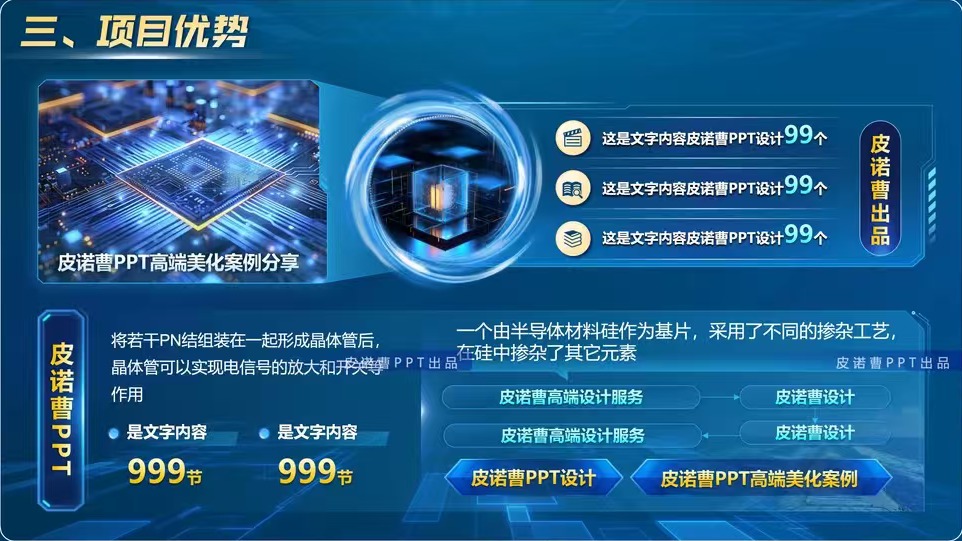 三、项目优势
皮诺曹PPT高端美化案例分享
这是文字内容皮诺曹PPT设计99个
这是文字内容皮诺曹PPT设计99个
这是文字内容皮诺曹PPT设计99个
皮诺曹出品
皮诺曹PPT
将若干PN结组装在一起形成晶体管后，
晶体管可以实现电信号的放大和开关等
作用
是文字内容
999节
是文字内容
999节
一个由半导体材料硅作为基片，采用了不同的掺杂工艺，
在硅中掺杂了其它元素
皮诺曹PPT出品
皮诺曹PPT出品
皮诺曹高端设计服务
皮诺曹设计
皮诺曹高端设计服务
皮诺曹设计
皮诺曹PPT设计
皮诺曹PPT高端美化案例